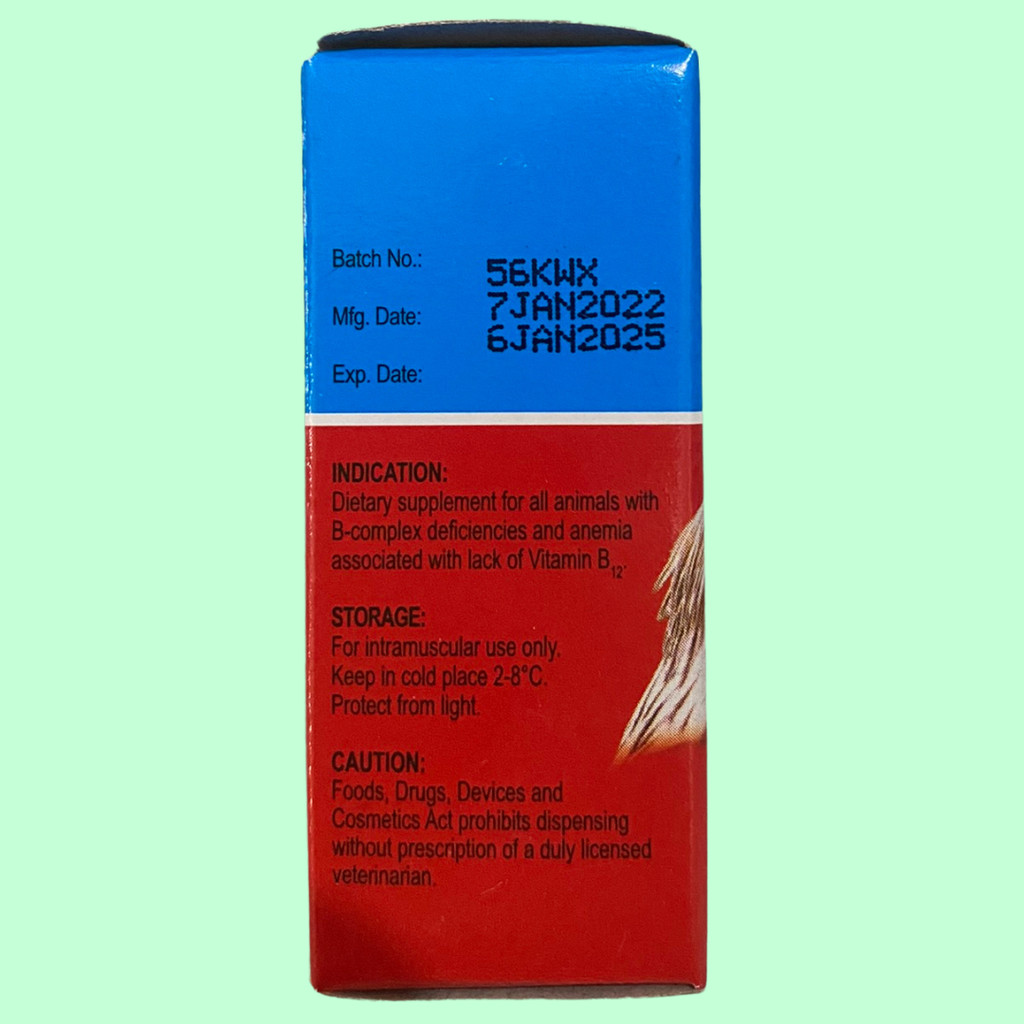 Batch No.:
56KWX
Mfg. Date:
7JAN2022
Exp. Date:
6JAN2025
INDICATION:
Dietary supplement for all animals with
B-complex deficiencies and anemia
associated with lack of Vitamin B₁₂.
STORAGE:
For intramuscular use only.
Keep in cold place 2-8°C.
Protect from light.
CAUTION:
Foods, Drugs, Devices and
Cosmetics Act prohibits dispensing
without prescription of a duly licensed
veterinarian.